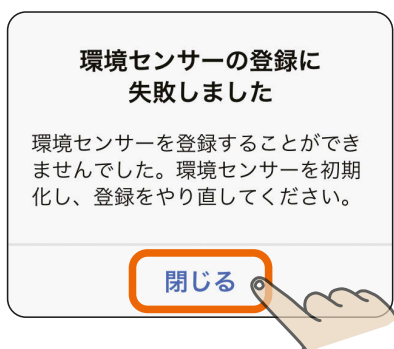 環境センサーの登録に
失敗しました
環境センサーを登録することができ
ませんでした。環境センサーを初期
化し、登録をやり直してください。
閉じる